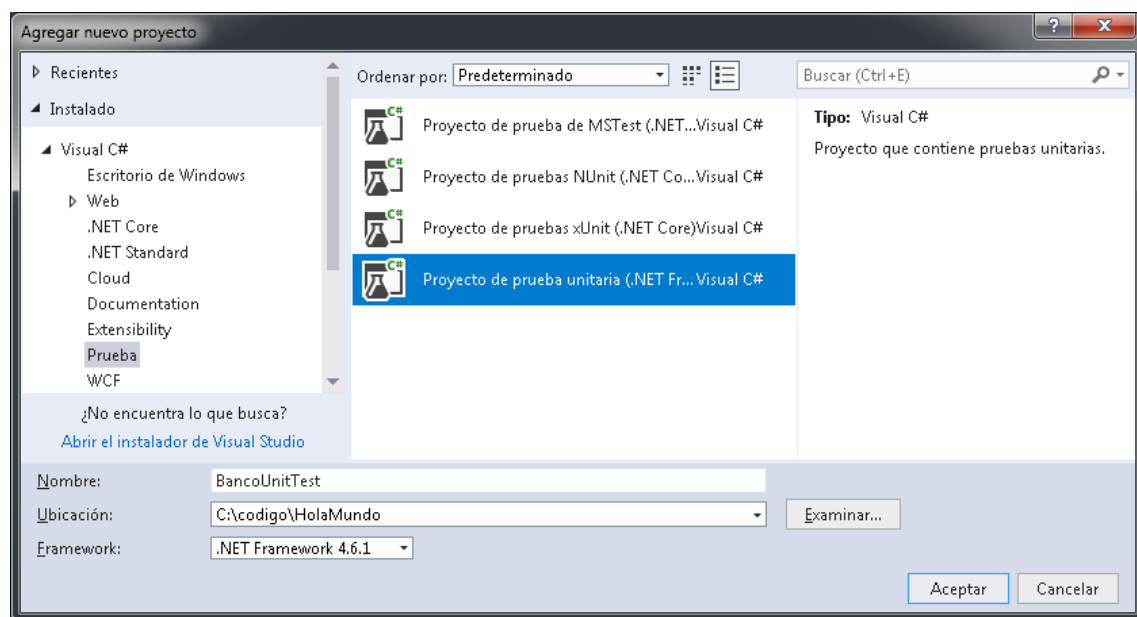 Agregar nuevo proyecto
?
Recientes
Instalado
Visual C#
Escritorio de Windows
Web
.NET Core
.NET Standard
Cloud
Documentation
Extensibility
Prueba
WCF
¿No encuentra lo que busca?
Abrir el instalador de Visual Studio
Ordenar por: Predeterminado
C# Proyecto de prueba de MSTest (.NET... Visual C#
C# Proyecto de pruebas NUnit (.NET Co... Visual C#
C# Proyecto de pruebas xUnit (.NET Core) Visual C#
C# Proyecto de prueba unitaria (.NET Fr... Visual C#
Buscar (Ctrl+E)
Tipo: Visual C#
Proyecto que contiene pruebas unitarias.
Nombre: BancoUnitTest
Ubicación: C:\codigo\HolaMundo Examinar...
Framework: .NET Framework 4.6.1
Aceptar Cancelar